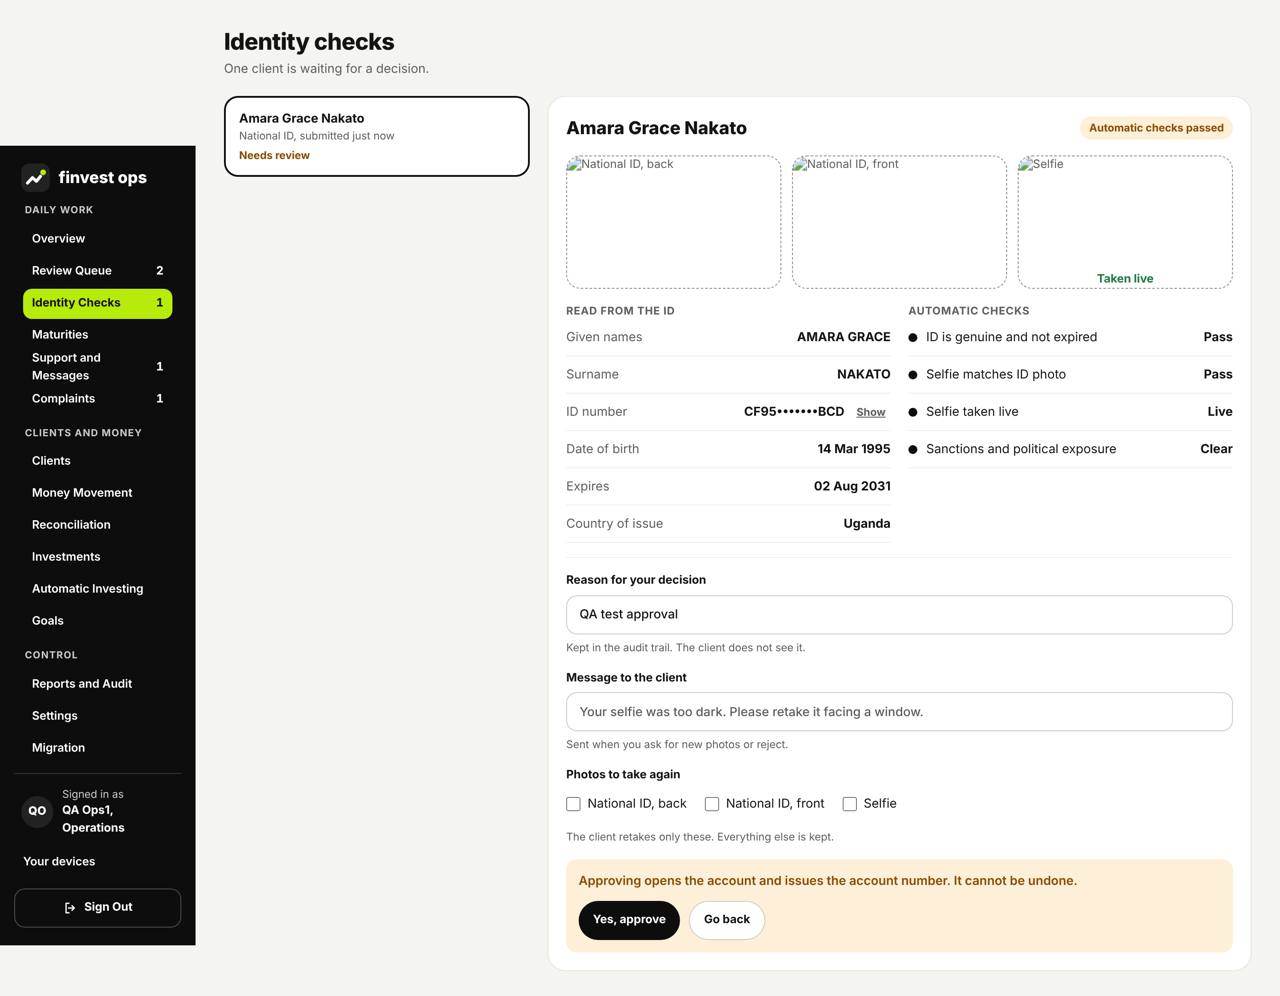 finvest ops
DAILY WORK
Overview
Review Queue 2
Identity Checks 1
Maturities
Support and
Messages 1
Complaints 1
CLIENTS AND MONEY
Clients
Money Movement
Reconciliation
Investments
Automatic Investing
Goals
CONTROL
Reports and Audit
Settings
Migration
QO
Signed in as
QA Ops1,
Operations
Your devices
Sign Out
Identity checks
One client is waiting for a decision.
Amara Grace Nakato
National ID, submitted just now
Needs review
Amara Grace Nakato Automatic checks passed
National ID, back National ID, front Selfie
Taken live
READ FROM THE ID
Given names AMARA GRACE
Surname NAKATO
ID number CF95•••••••BCD Show
Date of birth 14 Mar 1995
Expires 02 Aug 2031
Country of issue Uganda
AUTOMATIC CHECKS
ID is genuine and not expired Pass
Selfie matches ID photo Pass
Selfie taken live Live
Sanctions and political exposure Clear
Reason for your decision
QA test approval
Kept in the audit trail. The client does not see it.
Message to the client
Your selfie was too dark. Please retake it facing a window.
Sent when you ask for new photos or reject.
Photos to take again
National ID, back National ID, front Selfie
The client retakes only these. Everything else is kept.
Approving opens the account and issues the account number. It cannot be undone.
Yes, approve Go back